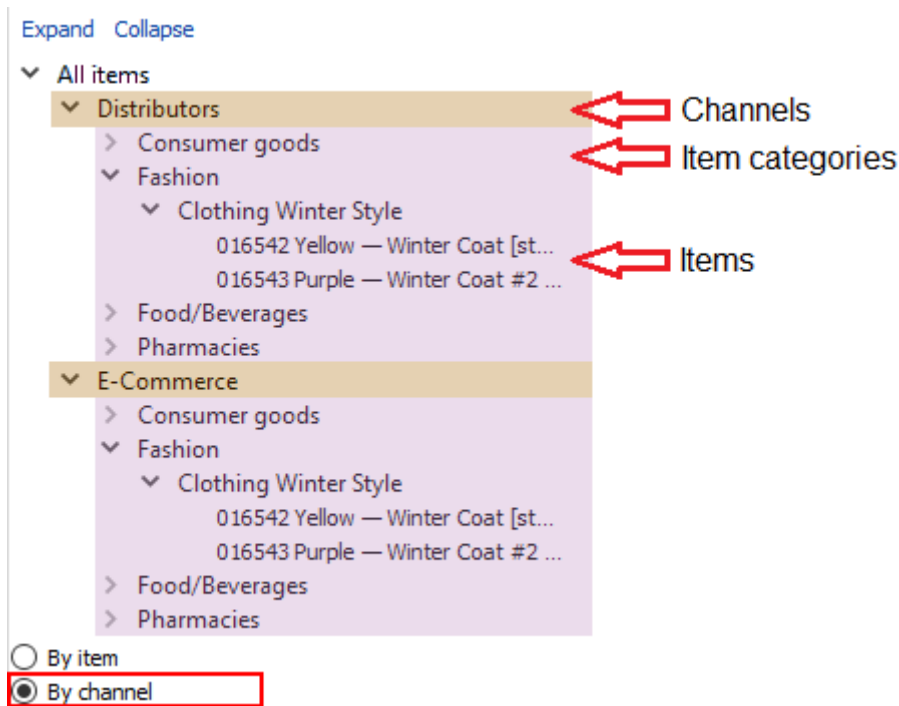 Expand Collapse
All items
Distributors
Channels
Consumer goods
Item categories
Fashion
Clothing Winter Style
016542 Yellow — Winter Coat [st...
Items
016543 Purple — Winter Coat #2 ...
Food/Beverages
Pharmacies
E-Commerce
Consumer goods
Fashion
Clothing Winter Style
016542 Yellow — Winter Coat [st...
016543 Purple — Winter Coat #2 ...
Food/Beverages
Pharmacies
By item
By channel